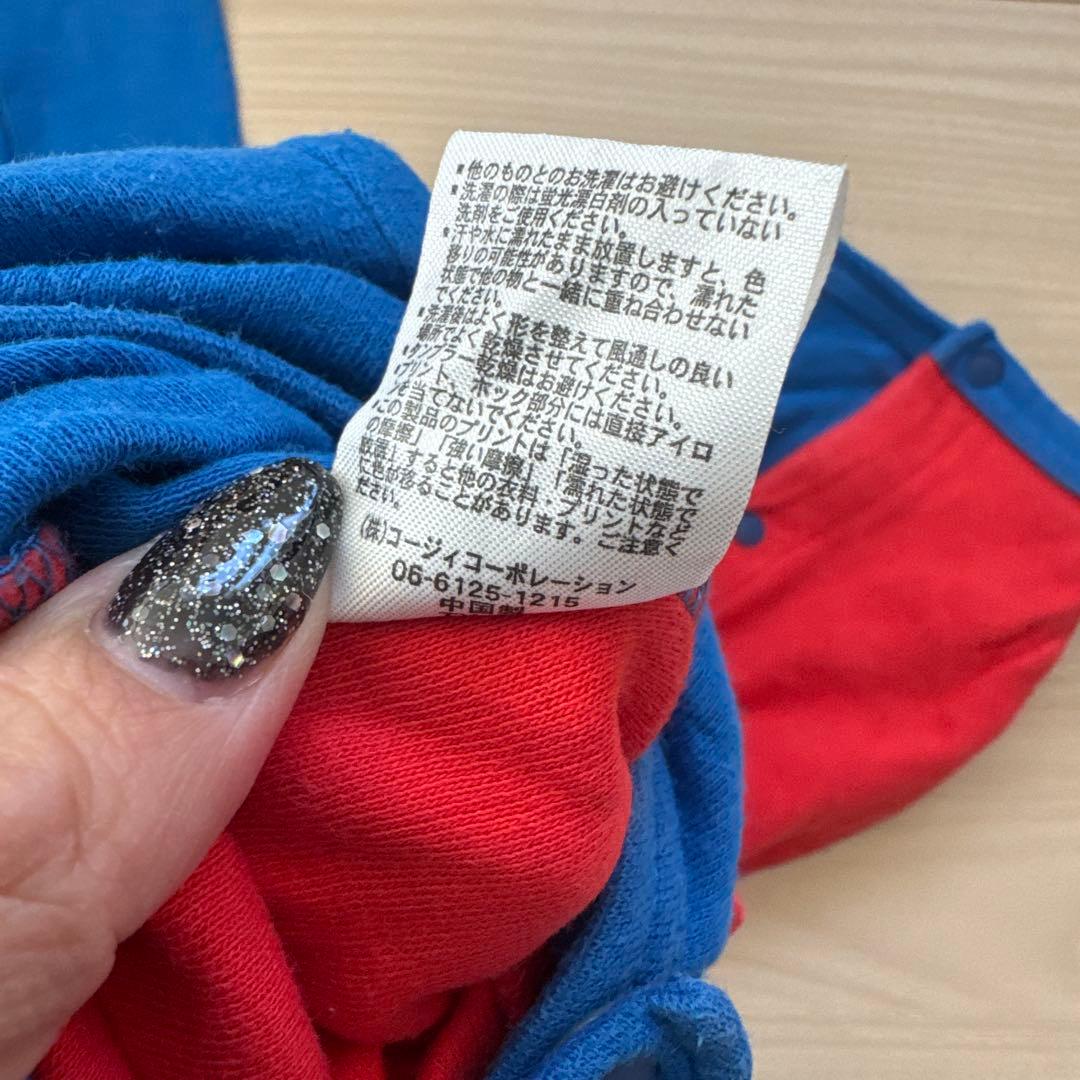 *他のものとのお洗濯はお避けください。
*洗濯の際は蛍光漂白剤の入っていない
洗剤をご使用ください。
*汗や水に濡れたまま放置しますと、色
移りの可能性がありますので、濡れた
状態で他の物と一緒に重ね合わせない
でください。
*洗濯後はよく形を整えて風通しの良い
場所でよく乾燥させてください。
*タンブラー乾燥はお避けください。
*プリント、ホック部分には直接アイロ
ンを当てないでください。
この製品のプリントは「湿った状態で
の摩擦」「強い摩擦」「濡れた状態で
放置」すると他の衣料・プリントなどと
に色が移ることがあります。ご注意く
ださい。
(株)コージィコーポレーション
06-6125-1215
中国製